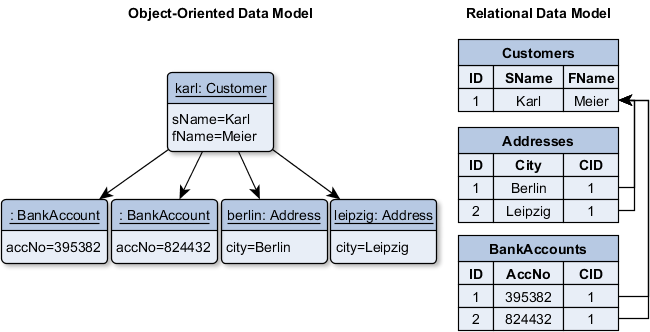 Object-Oriented Data Model
karl: Customer
sName=Karl
fName=Meier
: BankAccount
accNo=395382
: BankAccount
accNo=824432
berlin: Address
city=Berlin
leipzig: Address
city=Leipzig
Relational Data Model
Customers
ID SName FName
1 Karl Meier
Addresses
ID City CID
1 Berlin 1
2 Leipzig 1
BankAccounts
ID AccNo CID
1 395382 1
2 824432 1